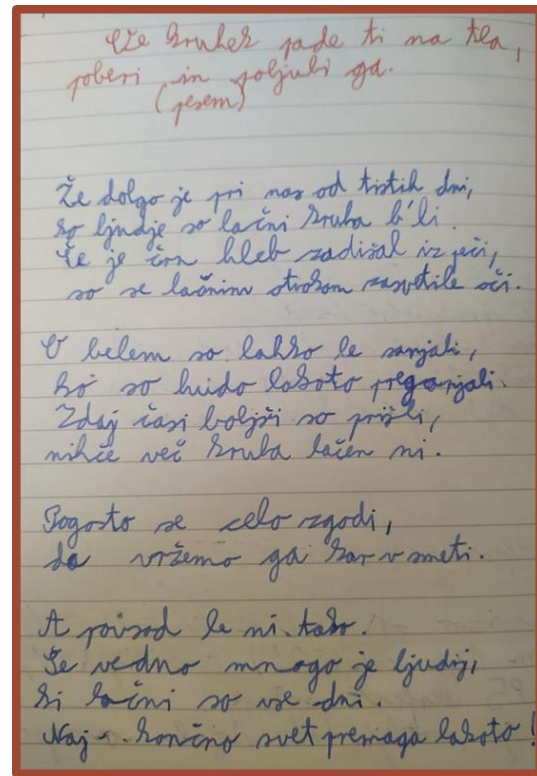 Če kruhek pade ti na tla,
poberi in poljubi ga.
(pesem)
Že dolgo je pri nas od tistih dni,
ko ljudje so lačni kruha b'li.
Če je črn hleb zadišal iz peči,
so se lačnim otrokom zasvetile oči.
O belem so lahko le sanjali,
ko so hudo lakoto preganjali.
Zdaj časi boljši so prišli,
nihče več kruha lačen ni.
Pogosto se celo zgodi,
da vržemo ga kar v smeti.
A povsod le ni tako.
Še vedno mnogo je ljudij,
ki lačni so vse dni.
Naj končno svet premaga lakoto!